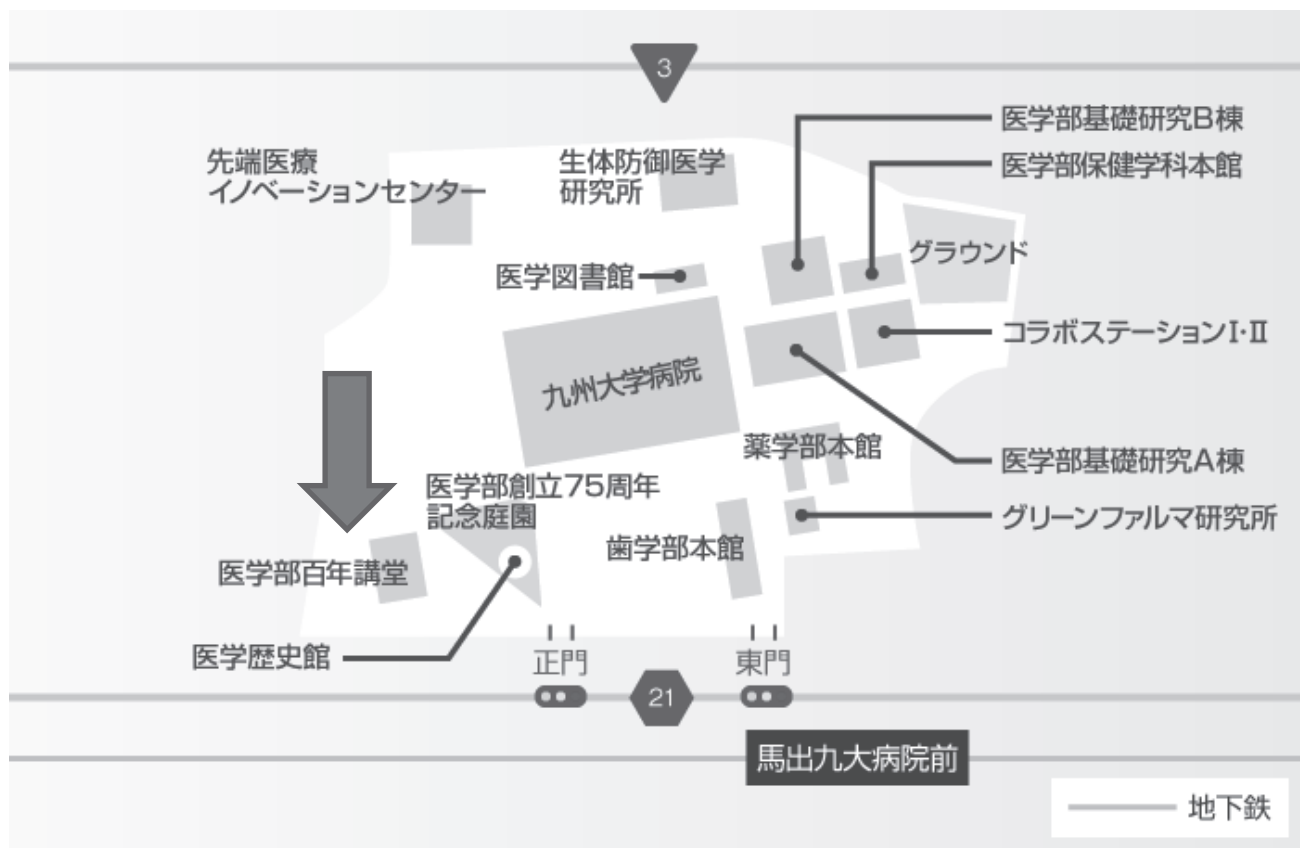 3
医学部基礎研究B棟
先端医療
イノベーションセンター
生体防御医学
研究所
医学部保健学科本館
グラウンド
医学図書館
コラボステーションⅠ・Ⅱ
九州大学病院
薬学部本館
医学部基礎研究A棟
医学部創立75周年
記念庭園
グリーンファルマ研究所
歯学部本館
医学部百年講堂
医学歴史館
正門
東門
21
馬出九大病院前
地下鉄